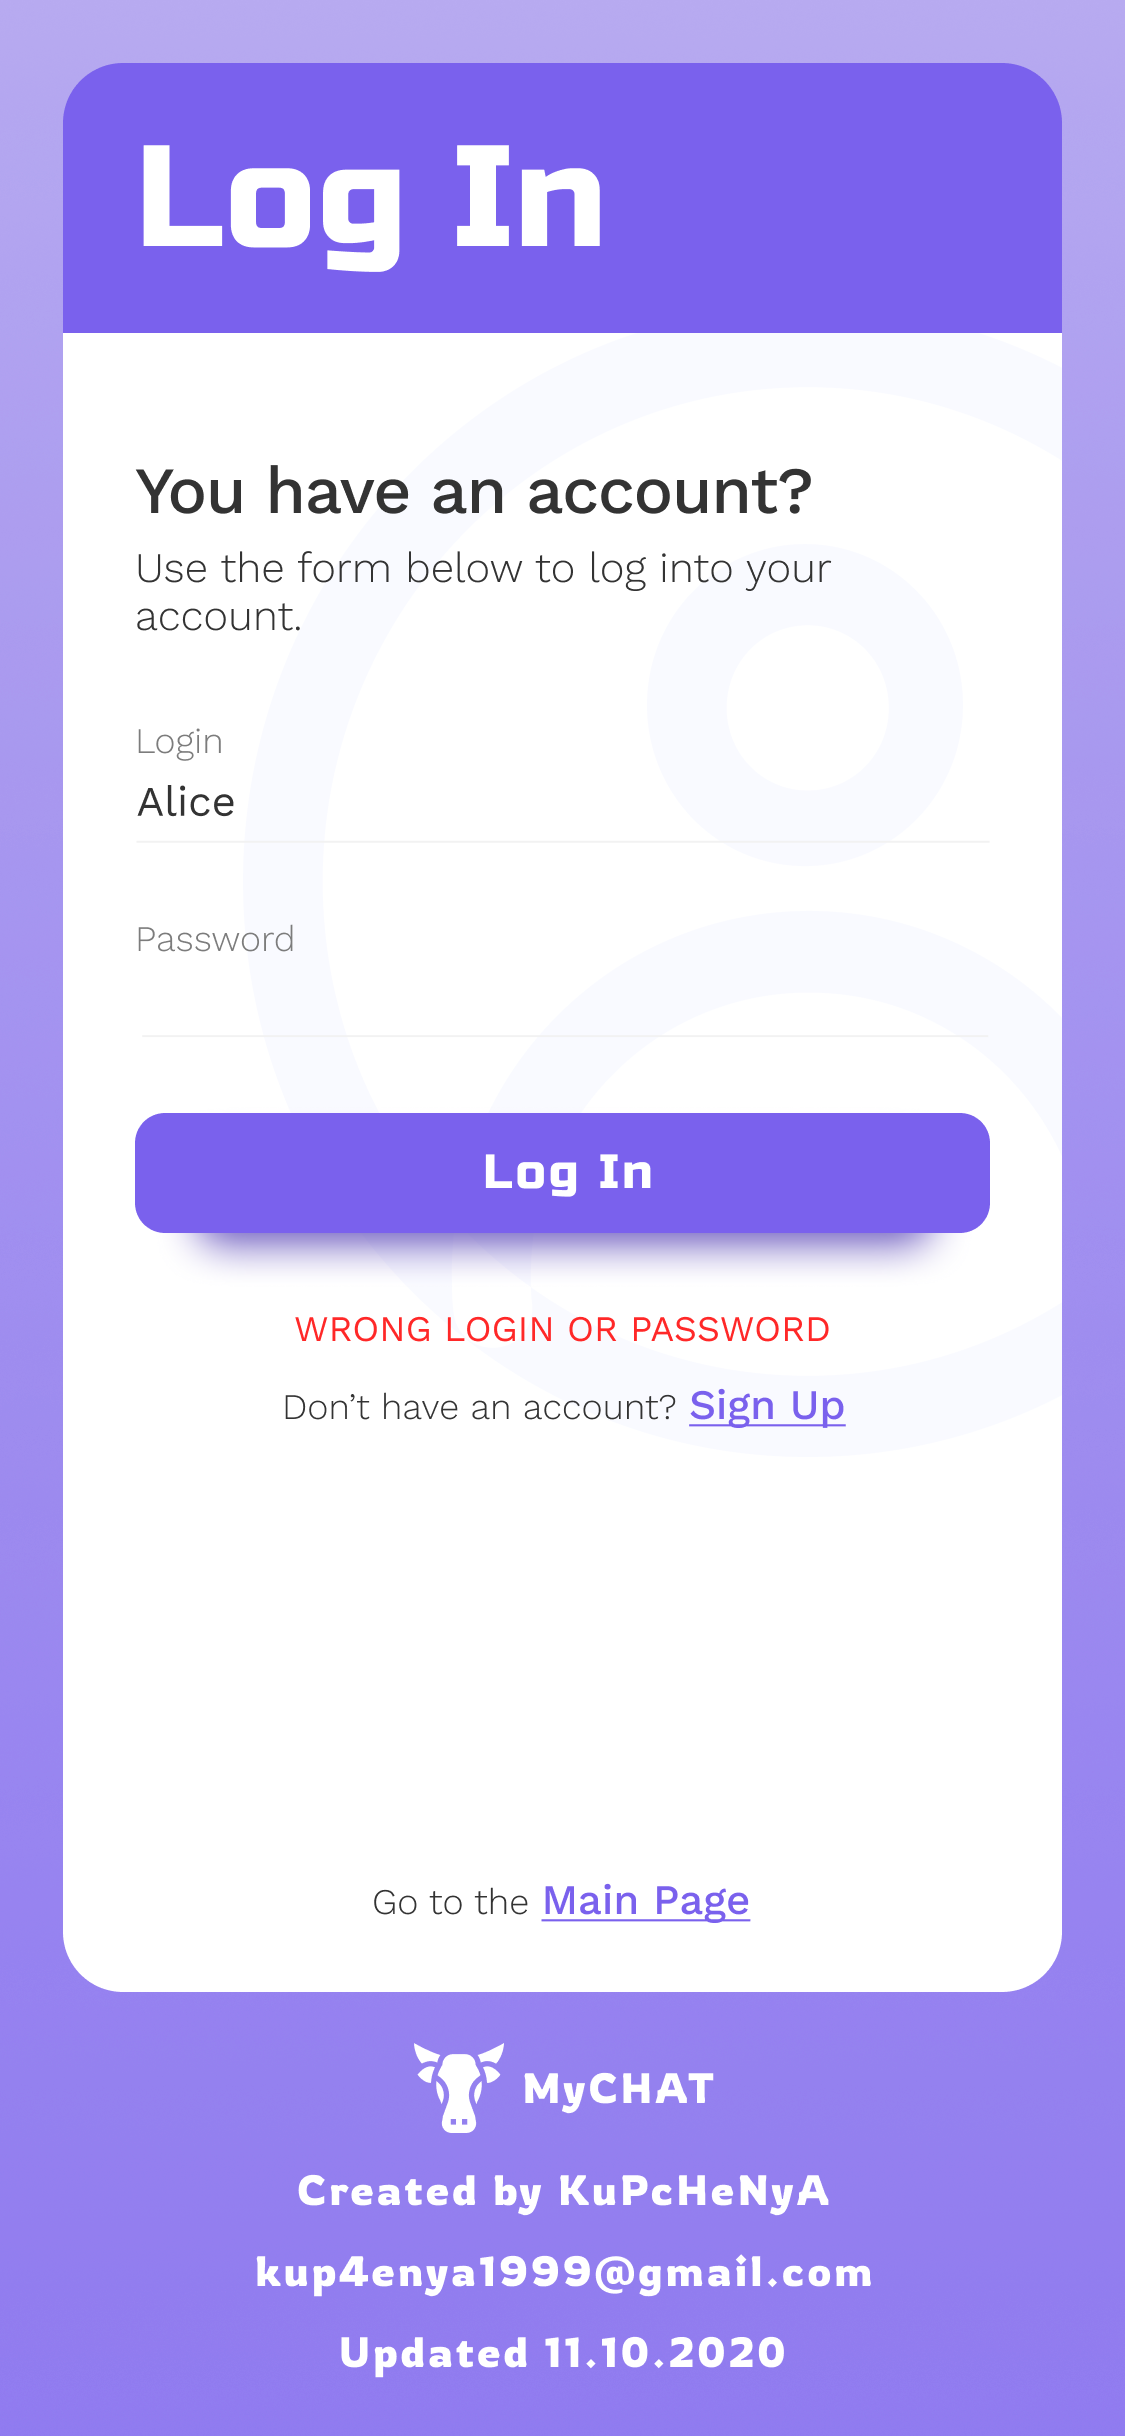 Log In
You have an account?
Use the form below to log into your
account.
Login
Alice
Password
Log In
WRONG LOGIN OR PASSWORD
Don’t have an account? Sign Up
Go to the Main Page
MyCHAT
Created by KuPcHeNyA
kup4enya1999@gmail.com
Updated 11.10.2020